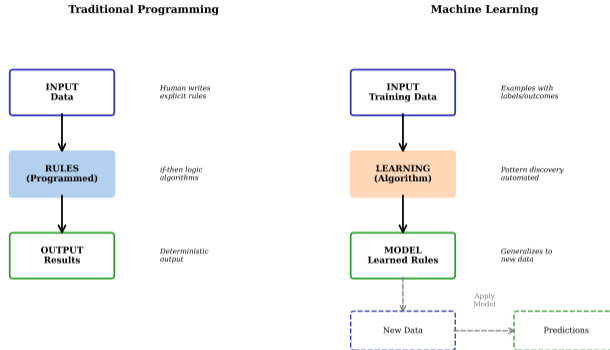 Traditional Programming
INPUT
Data
Human writes
explicit rules
RULES
(Programmed)
if-then logic
algorithms
OUTPUT
Results
Deterministic
output
Machine Learning
INPUT
Training Data
Examples with
labels/outcomes
LEARNING
(Algorithm)
Pattern discovery
automated
MODEL
Learned Rules
Generalizes to
new data
Apply
Model
New Data
Predictions